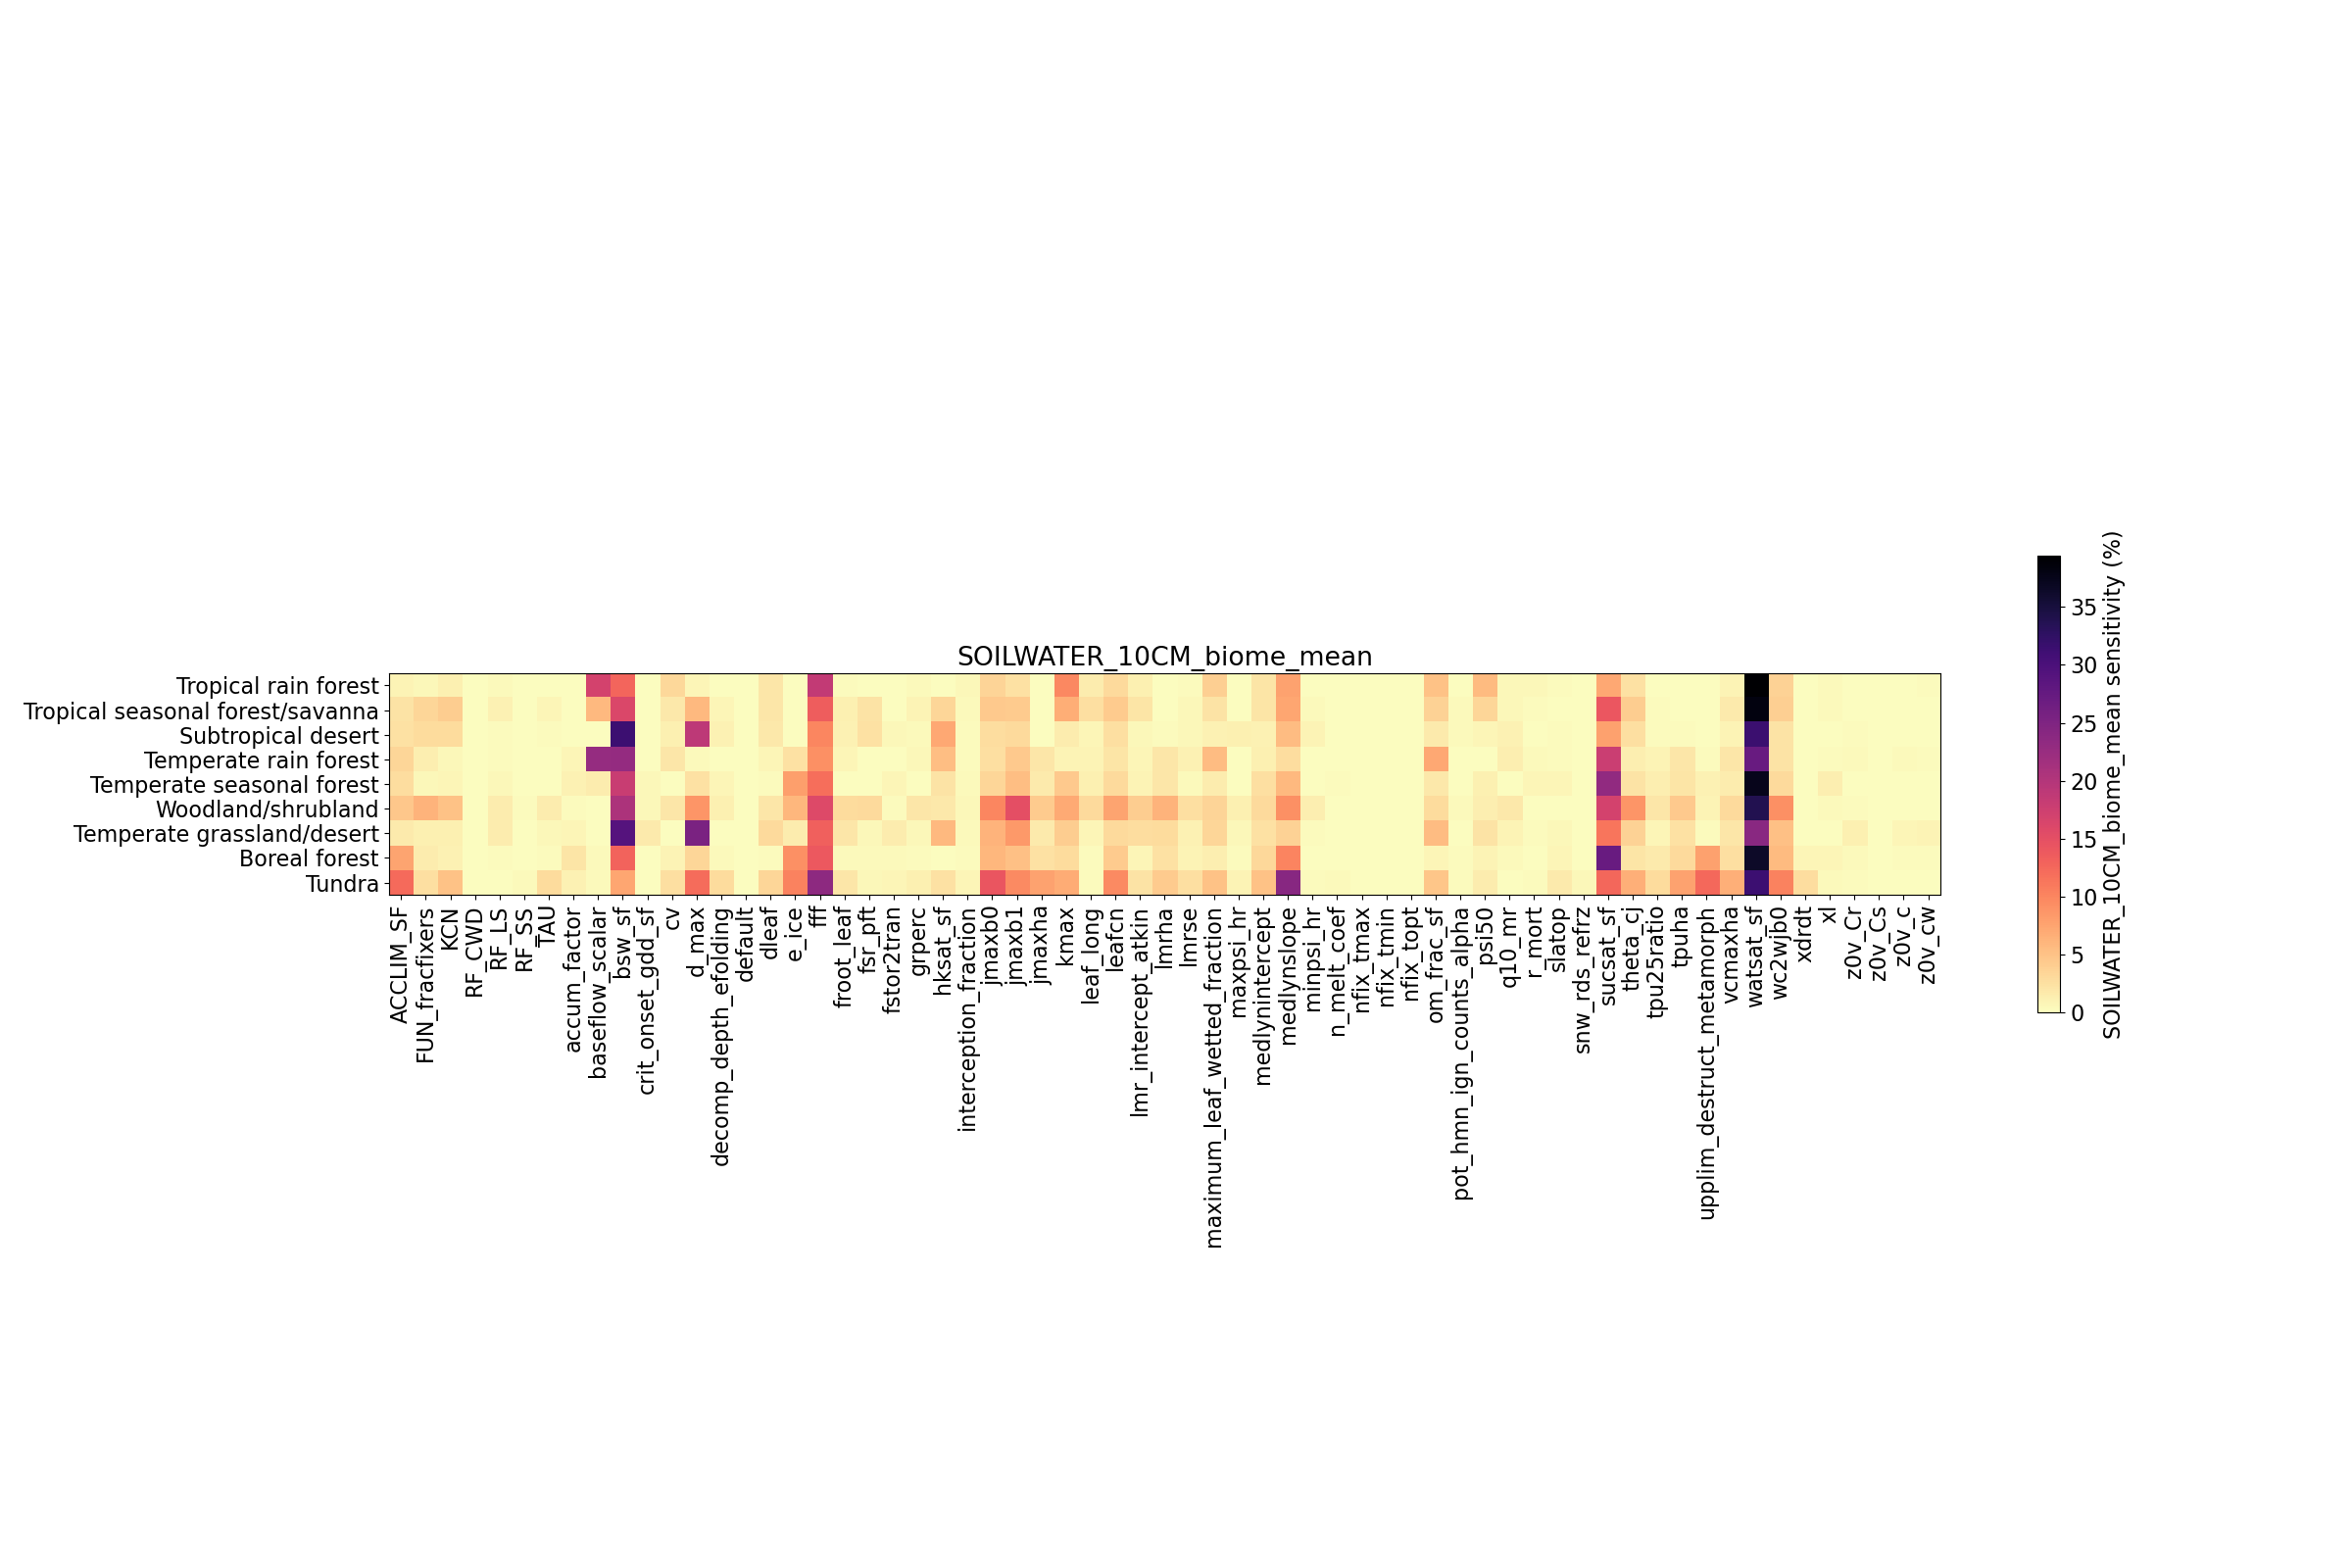 SOILWATER_10CM_biome_mean
Tropical rain forest
Tropical seasonal forest/savanna
Subtropical desert
Temperate rain forest
Temperate seasonal forest
Woodland/shrubland
Temperate grassland/desert
Boreal forest
Tundra
ACCLIM_SF
FUN_fracfixers
KCN
RF_CWD
RF_LS
RF_SS
TAU
accum_factor
baseflow_scalar
bsw_sf
crit_onset_gdd_sf
cv
d_max
decomp_depth_efolding
default
dleaf
e_ice
fff
froot_leaf
fsr_pft
fstor2tran
grperc
hksat_sf
interception_fraction
jmaxb0
jmaxb1
jmaxha
kmax
leaf_long
leafcn
lmr_intercept_atkin
lmrha
lmrse
maximum_leaf_wetted_fraction
maxpsi_hr
medlynintercept
medlynslope
minpsi_hr
n_melt_coef
nfix_tmax
nfix_tmin
nfix_topt
om_frac_sf
pot_hmn_ign_counts_alpha
psi50
q10_mr
r_mort
slatop
snw_rds_refrz
sucsat_sf
theta_cj
tpu25ratio
tpuha
upplim_destruct_metamorph
vcmaxha
watsat_sf
wc2wjb0
xdrdt
xl
z0v_Cr
z0v_Cs
z0v_c
z0v_cw
35
30
25
20
15
10
5
0
SOILWATER_10CM_biome_mean sensitivity (%)